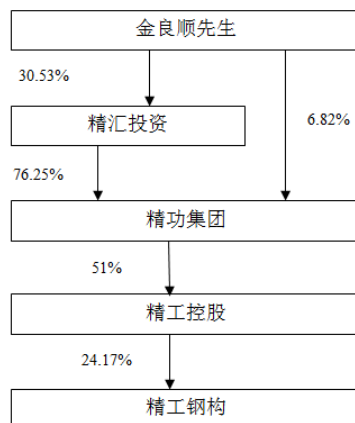 金良顺先生
30.53%
精汇投资
6.82%
76.25%
精功集团
51%
精工控股
24.17%
精工钢构